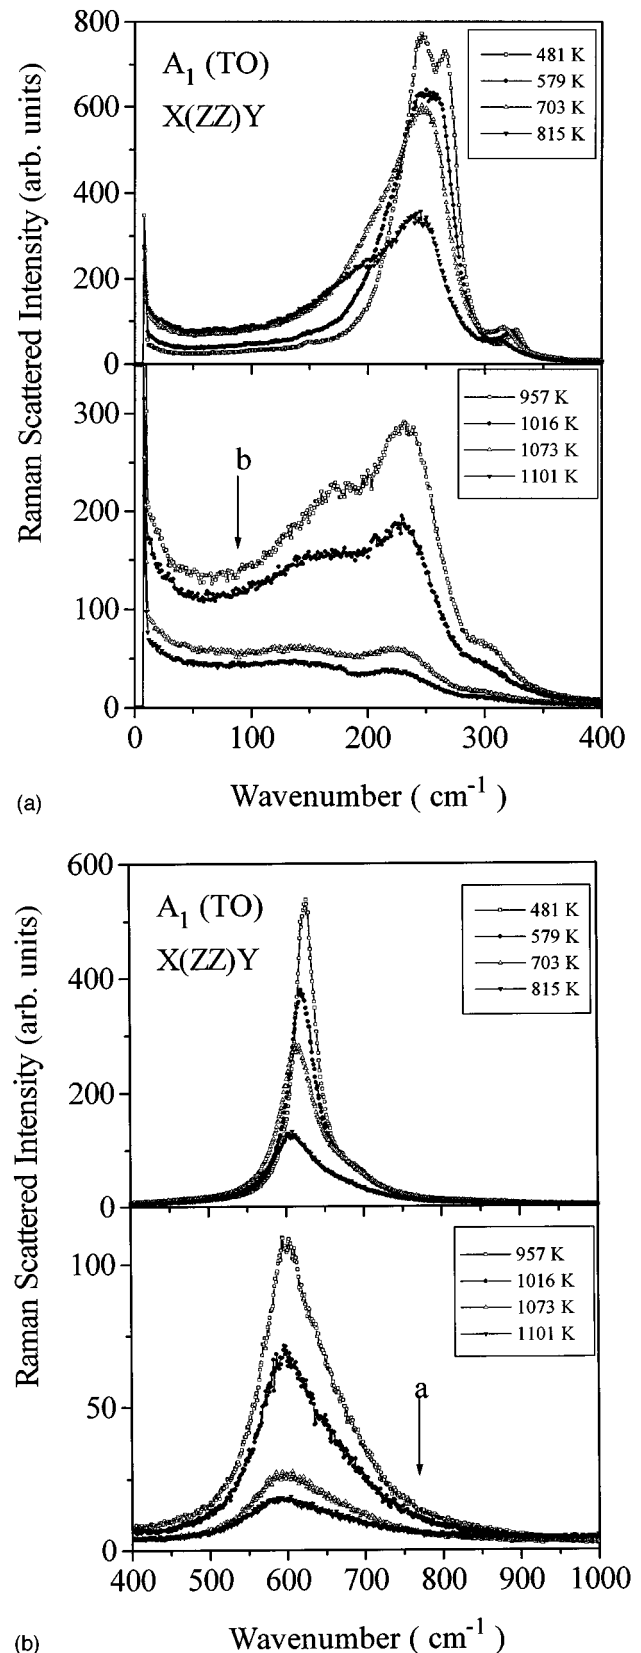 800
A₁ (TO)
X(ZZ)Y
481 K
579 K
703 K
815 K
600
400
200
0
Raman Scattered Intensity (arb. units)
957 K
1016 K
1073 K
1101 K
b
300
200
100
0
0 100 200 300 400
(a)
Wavenumber ( cm⁻¹ )
600
A₁ (TO)
X(ZZ)Y
481 K
579 K
703 K
815 K
400
200
0
Raman Scattered Intensity (arb. units)
957 K
1016 K
1073 K
1101 K
a
100
50
0
400 500 600 700 800 900 1000
(b)
Wavenumber ( cm⁻¹ )